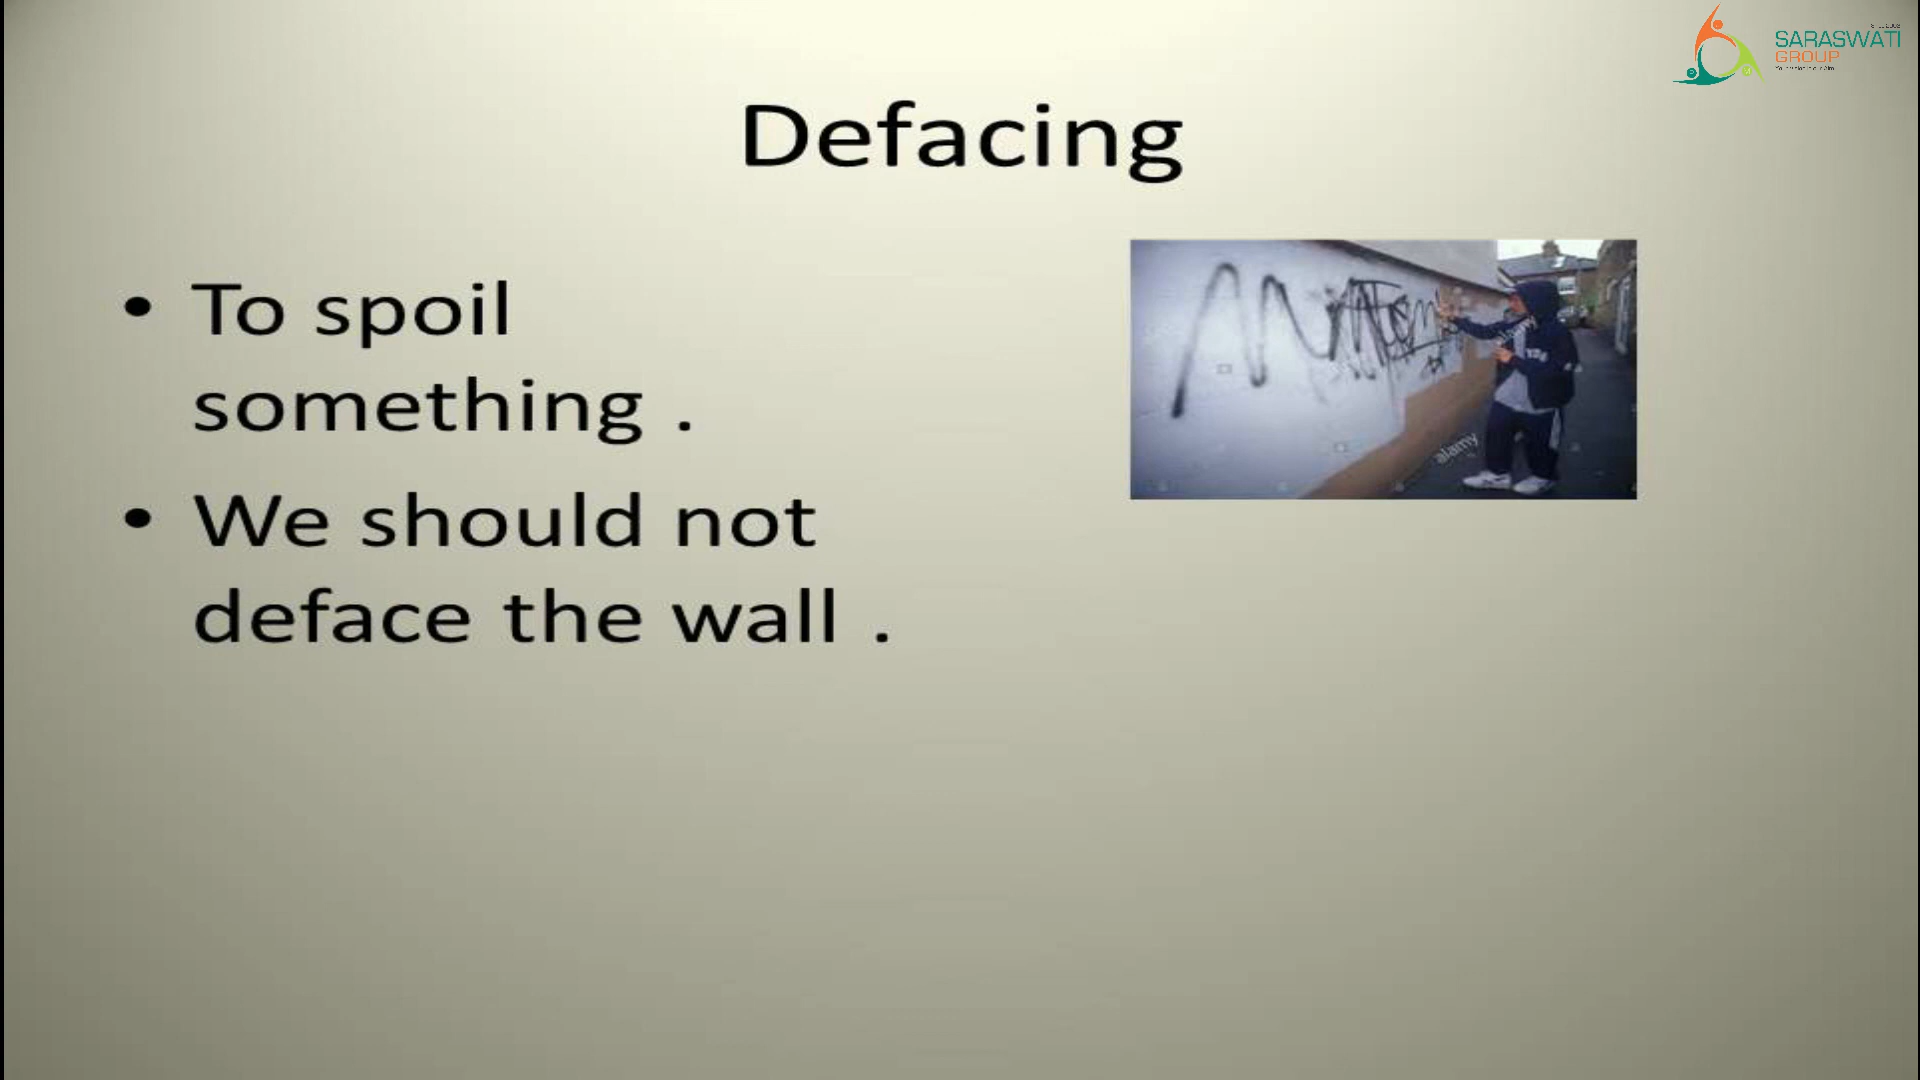 SARASWATI
GROUP
Defacing
• To spoil
something .
• We should not
deface the wall .
alamy